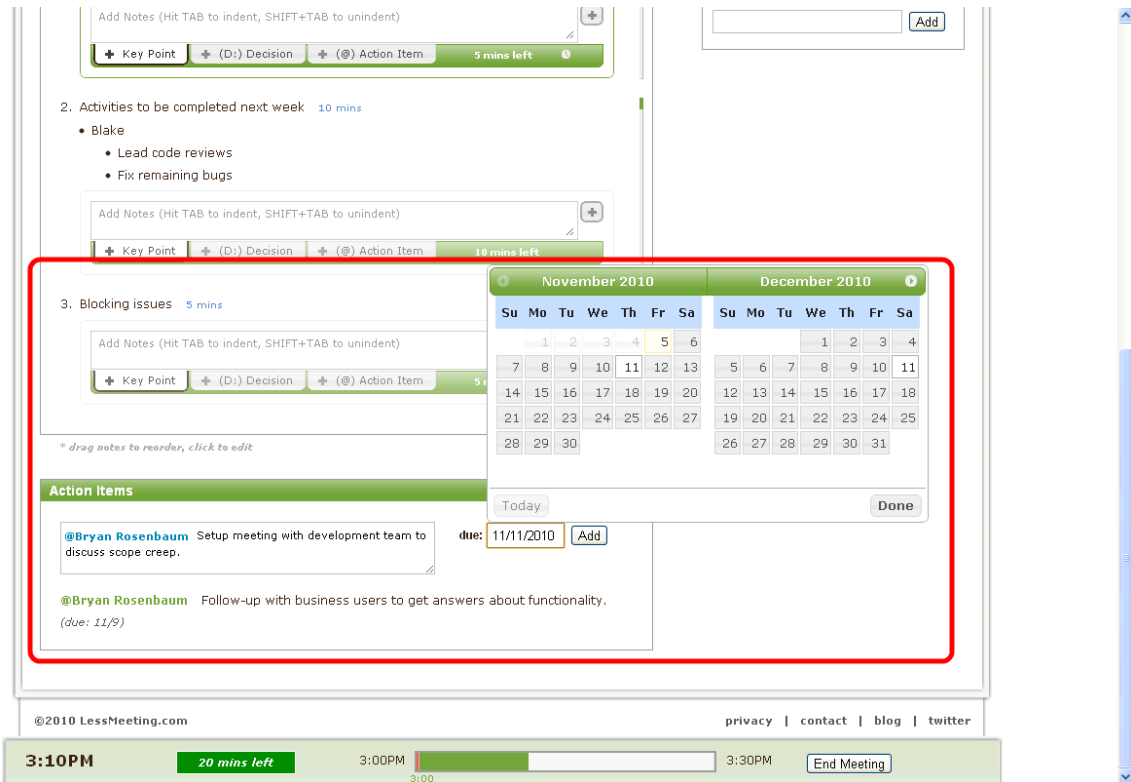 Add Notes (Hit TAB to indent, SHIFT+TAB to unindent)
Add
Key Point (D:) Decision (@) Action Item 5 mins left
2. Activities to be completed next week 10 mins
• Blake
• Lead code reviews
• Fix remaining bugs
Add Notes (Hit TAB to indent, SHIFT+TAB to unindent)
Key Point (D:) Decision (@) Action Item 10 mins left
3. Blocking issues 5 mins
Add Notes (Hit TAB to indent, SHIFT+TAB to unindent)
Key Point (D:) Decision (@) Action Item
* drag notes to reorder, click to edit
November 2010 December 2010
Su Mo Tu We Th Fr Sa Su Mo Tu We Th Fr Sa
1 2 3 4 5 6 1 2 3 4
7 8 9 10 11 12 13 5 6 7 8 9 10 11
14 15 16 17 18 19 20 12 13 14 15 16 17 18
21 22 23 24 25 26 27 19 20 21 22 23 24 25
28 29 30 26 27 28 29 30 31
Today Done
Action Items
@Bryan Rosenbaum Setup meeting with development team to
discuss scope creep.
due: 11/11/2010 Add
@Bryan Rosenbaum Follow-up with business users to get answers about functionality.
(due: 11/9)
©2010 LessMeeting.com privacy | contact | blog | twitter
3:10PM 20 mins left 3:00PM 3:30PM End Meeting
3:00